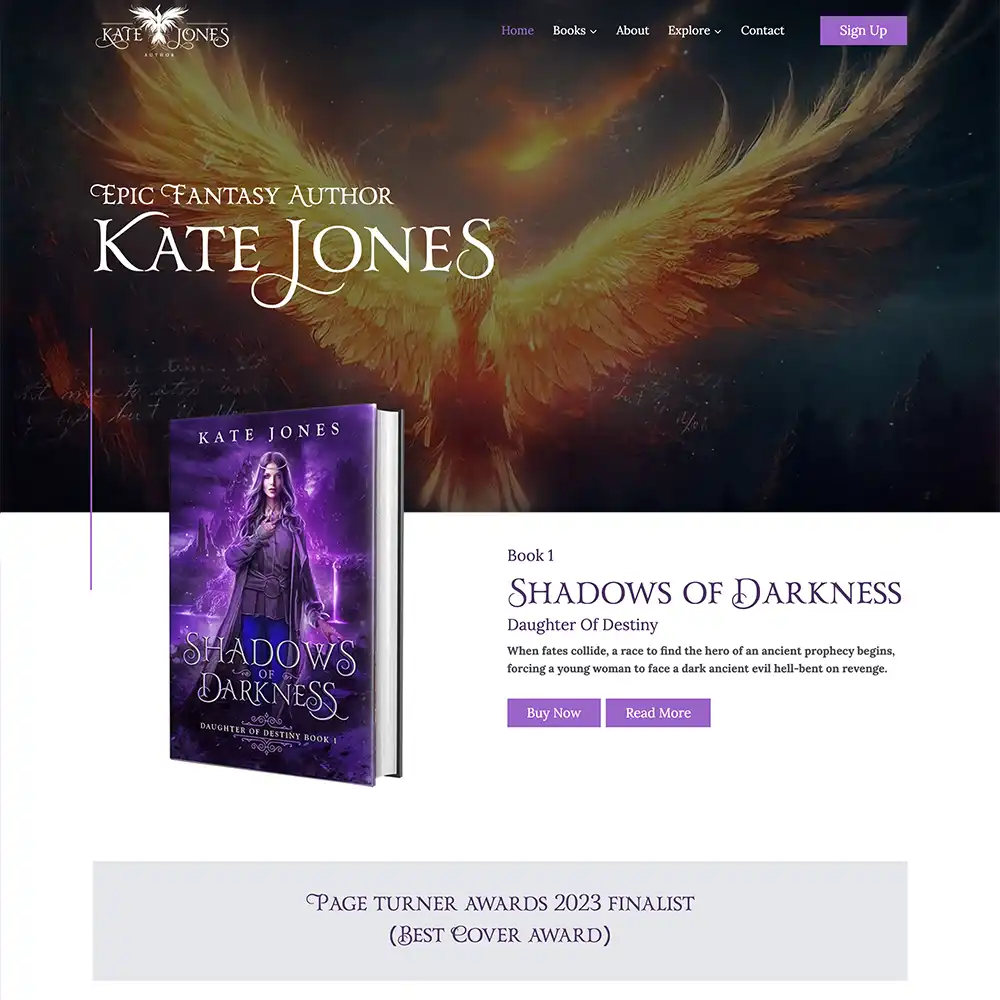 KATE JONES
AUTHOR
Home Books About Explore Contact Sign Up
Epic Fantasy Author
Kate Jones
KATE JONES
SHADOWS
OF
DARKNESS
DAUGHTER OF DESTINY BOOK 1
Book 1
Shadows of Darkness
Daughter Of Destiny
When fates collide, a race to find the hero of an ancient prophecy begins,
forcing a young woman to face a dark ancient evil hell-bent on revenge.
Buy Now Read More
Page turner awards 2023 finalist
(Best Cover award)